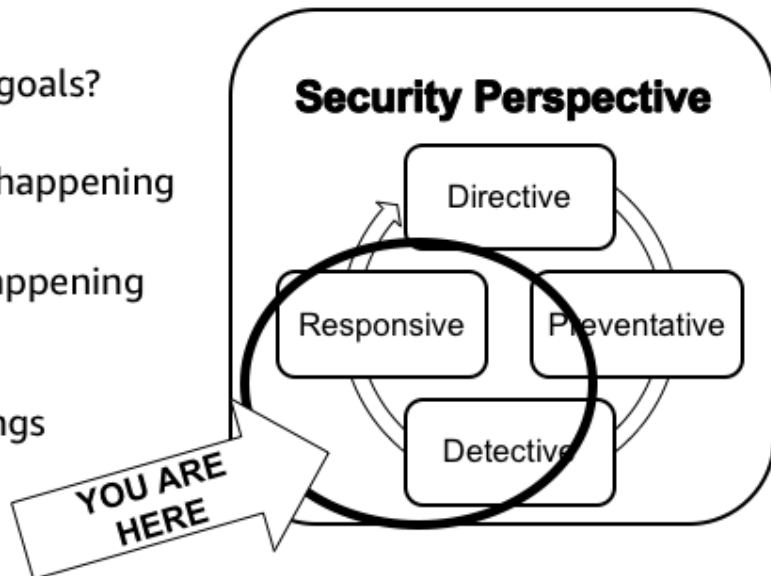 goals?
Security Perspective
happening
Directive
appening
Responsive
Preventative
ngs
Detective
YOU ARE
HERE